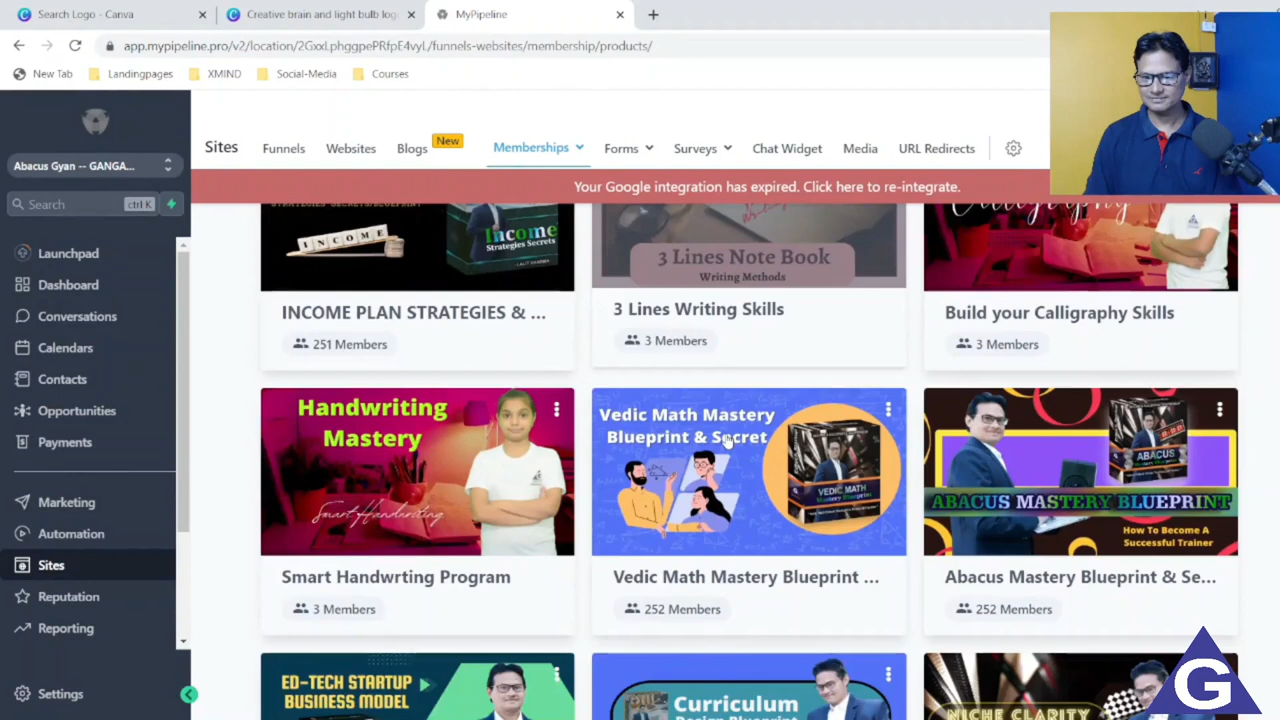 Search Logo - Canva
Creative brain and light bulb lo
MyPipeline
app.mypipeline.pro/v2/location/2GxxLphggpePRfpE4vyL/funnels-websites/membership/products/
New Tab
Landingpages
XMIND
Social-Media
Courses
Abacus Gyan -- GANGA...
Search
ctrl K
Launchpad
Dashboard
Conversations
Calendars
Contacts
Opportunities
Payments
Marketing
Automation
Sites
Reputation
Reporting
Settings
Sites
Funnels
Websites
Blogs
New
Memberships
Forms
Surveys
Chat Widget
Media
URL Redirects
Your Google integration has expired. Click here to re-integrate.
INCOME
Income
Strategies Secrets
3 Lines Note Book
Writing Methods
Calligraphy
INCOME PLAN STRATEGIES & ...
251 Members
3 Lines Writing Skills
3 Members
Build your Calligraphy Skills
3 Members
Handwriting
Mastery
Smart Handwriting
Vedic Math Mastery
Blueprint & Secret
VEDIC MATH
Mastery Blueprint
ABACUS
ABACUS MASTERY BLUEPRINT
How To Become A
Successful Trainer
Smart Handwrting Program
3 Members
Vedic Math Mastery Blueprint ...
252 Members
Abacus Mastery Blueprint & Se...
252 Members
ED-TECH STARTUP
BUSINESS MODEL
Curriculum
Design Blueprint
NICHE CLARITY
G